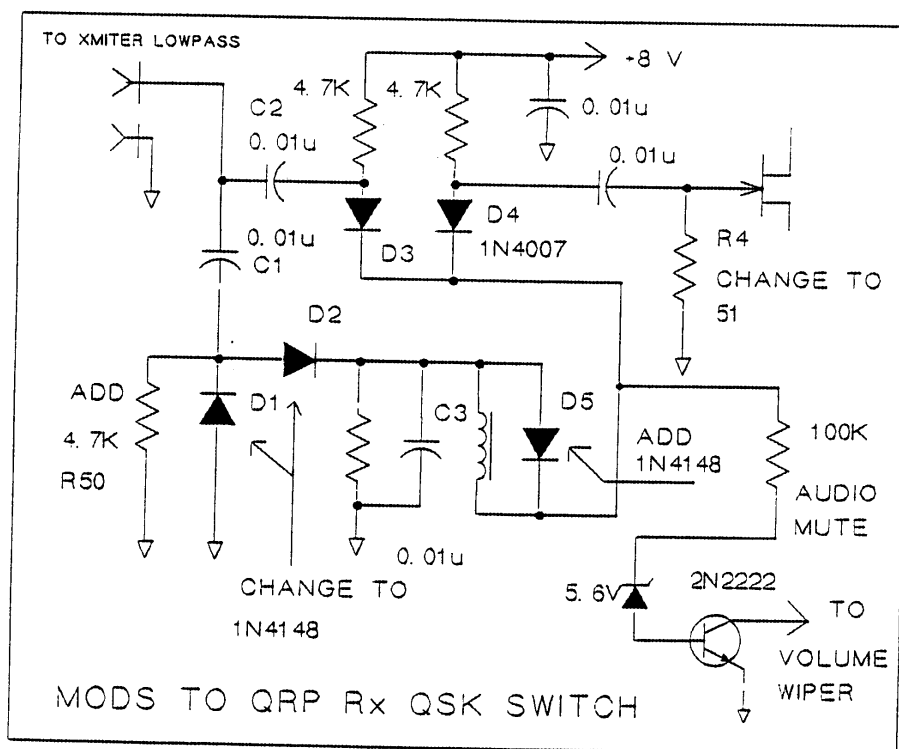 TO XMITER LOWPASS
+8 V
4.7K
4.7K
C2
0.01u
0.01u
0.01u
D4
1N4007
D3
0.01u
C1
R4
CHANGE TO
51
D2
ADD
4.7K
R50
D1
C3
D5
ADD
1N4148
100K
AUDIO
MUTE
0.01u
CHANGE TO
1N4148
5.6V
2N2222
TO
VOLUME
WIPER
MODS TO QRP Rx QSK SWITCH